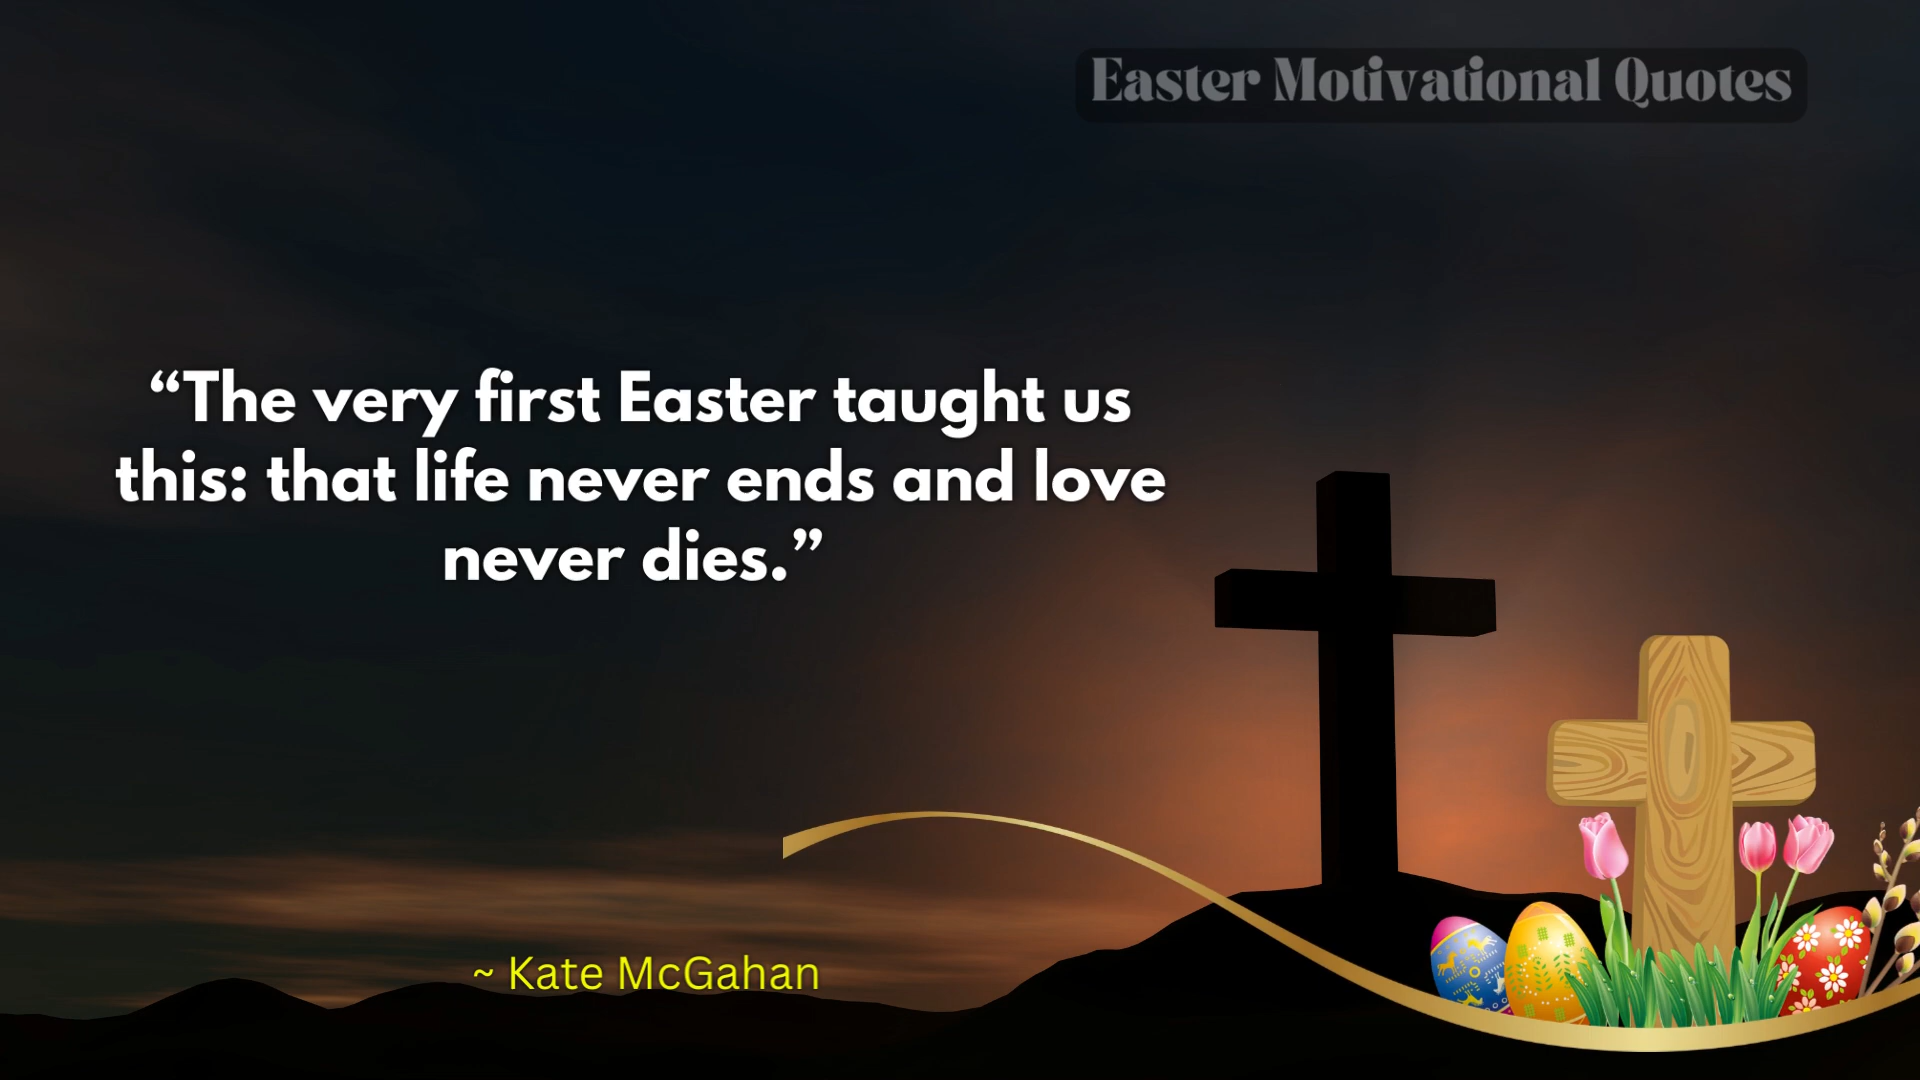 Easter Motivational Quotes
“The very first Easter taught us
this: that life never ends and love
never dies.”
~ Kate McGahan